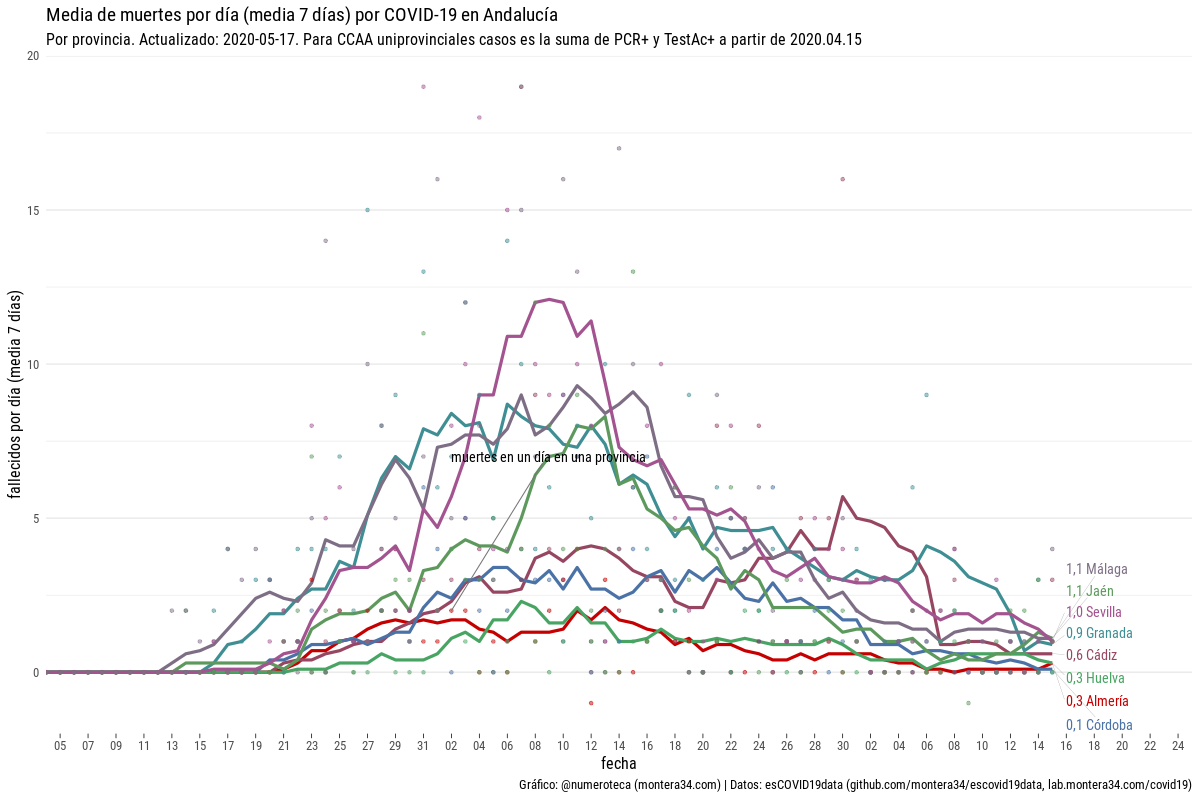 Media de muertes por día (media 7 días) por COVID-19 en Andalucía
Por provincia. Actualizado: 2020-05-17. Para CCAA uniprovinciales casos es la suma de PCR+ y TestAc+ a partir de 2020.04.15
20
15
10
5
0
fallecidos por día (media 7 días)
muertes en un día en una provincia
1,1 Málaga
1,1 Jaén
1,0 Sevilla
0,9 Granada
0,6 Cádiz
0,3 Huelva
0,3 Almería
0,1 Córdoba
05 07 09 11 13 15 17 19 21 23 25 27 29 31 02 04 06 08 10 12 14 16 18 20 22 24 26 28 30 02 04 06 08 10 12 14 16 18 20 22 24
fecha
Gráfico: @numeroteca (montera34.com) | Datos: esCOVID19data (github.com/montera34/escovid19data, lab.montera34.com/covid19)